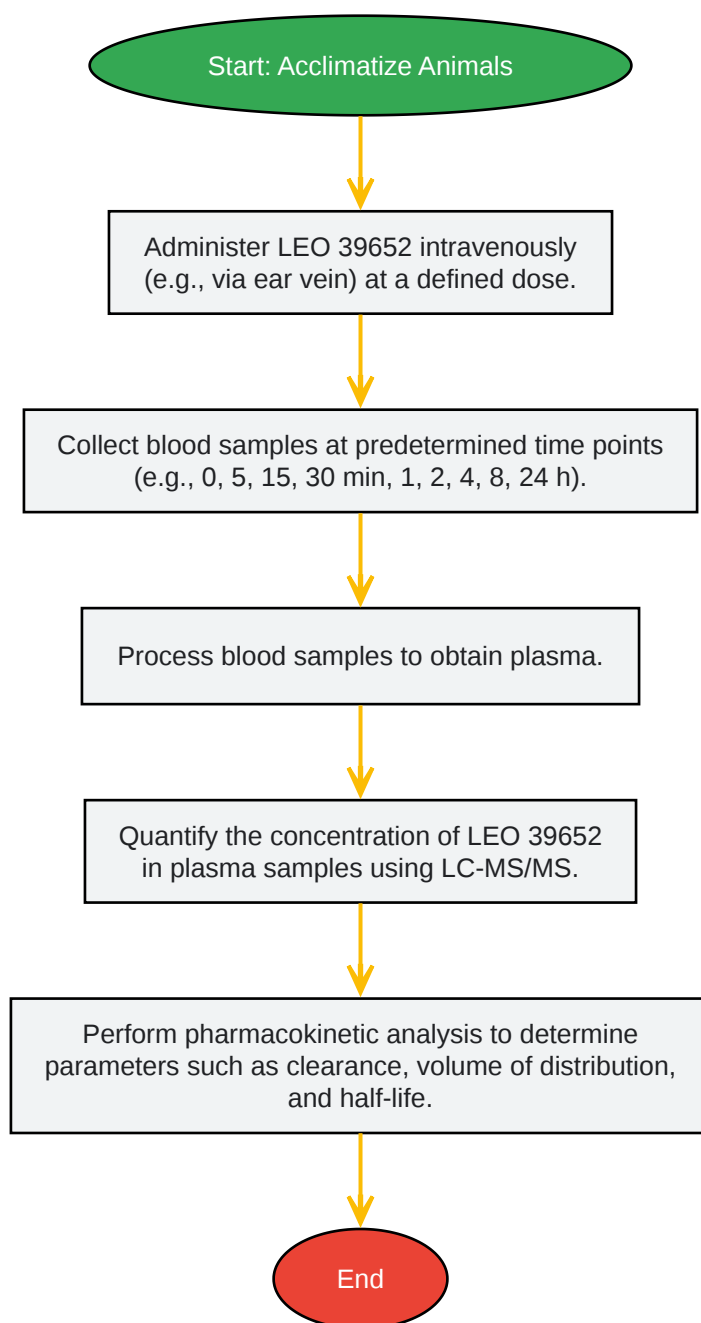 Start: Acclimatize Animals
Administer LEO 39652 intravenously
(e.g., via ear vein) at a defined dose.
Collect blood samples at predetermined time points
(e.g., 0, 5, 15, 30 min, 1, 2, 4, 8, 24 h).
Process blood samples to obtain plasma.
Quantify the concentration of LEO 39652
in plasma samples using LC-MS/MS.
Perform pharmacokinetic analysis to determine
parameters such as clearance, volume of distribution,
and half-life.
End